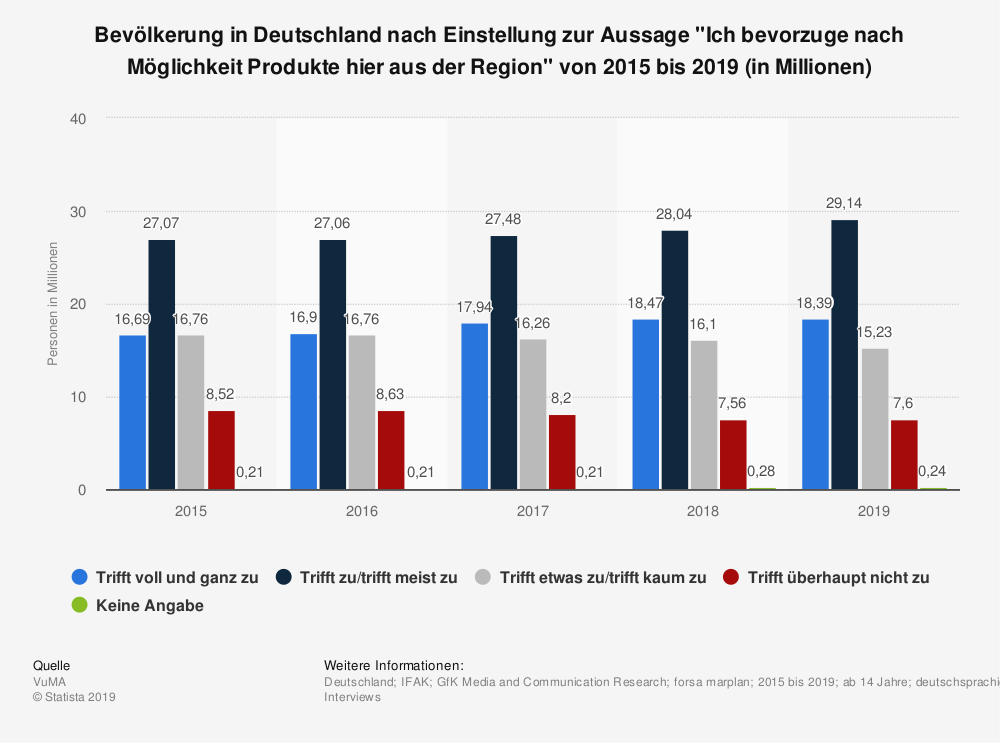 Bevölkerung in Deutschland nach Einstellung zur Aussage "Ich bevorzuge nach
Möglichkeit Produkte hier aus der Region" von 2015 bis 2019 (in Millionen)
Personen in Millionen
40
30
20
10
0
16,69
27,07
16,76
8,52
0,21
16,9
27,06
16,76
8,63
0,21
17,94
27,48
16,26
8,2
0,21
18,47
28,04
16,1
7,56
0,28
18,39
29,14
15,23
7,6
0,24
2015
2016
2017
2018
2019
Trifft voll und ganz zu
Trifft zu/trifft meist zu
Trifft etwas zu/trifft kaum zu
Trifft überhaupt nicht zu
Keine Angabe
Quelle
VuMA
© Statista 2019
Weitere Informationen:
Deutschland; IFAK; GfK Media and Communication Research; forsa marplan; 2015 bis 2019; ab 14 Jahre;
Interviews